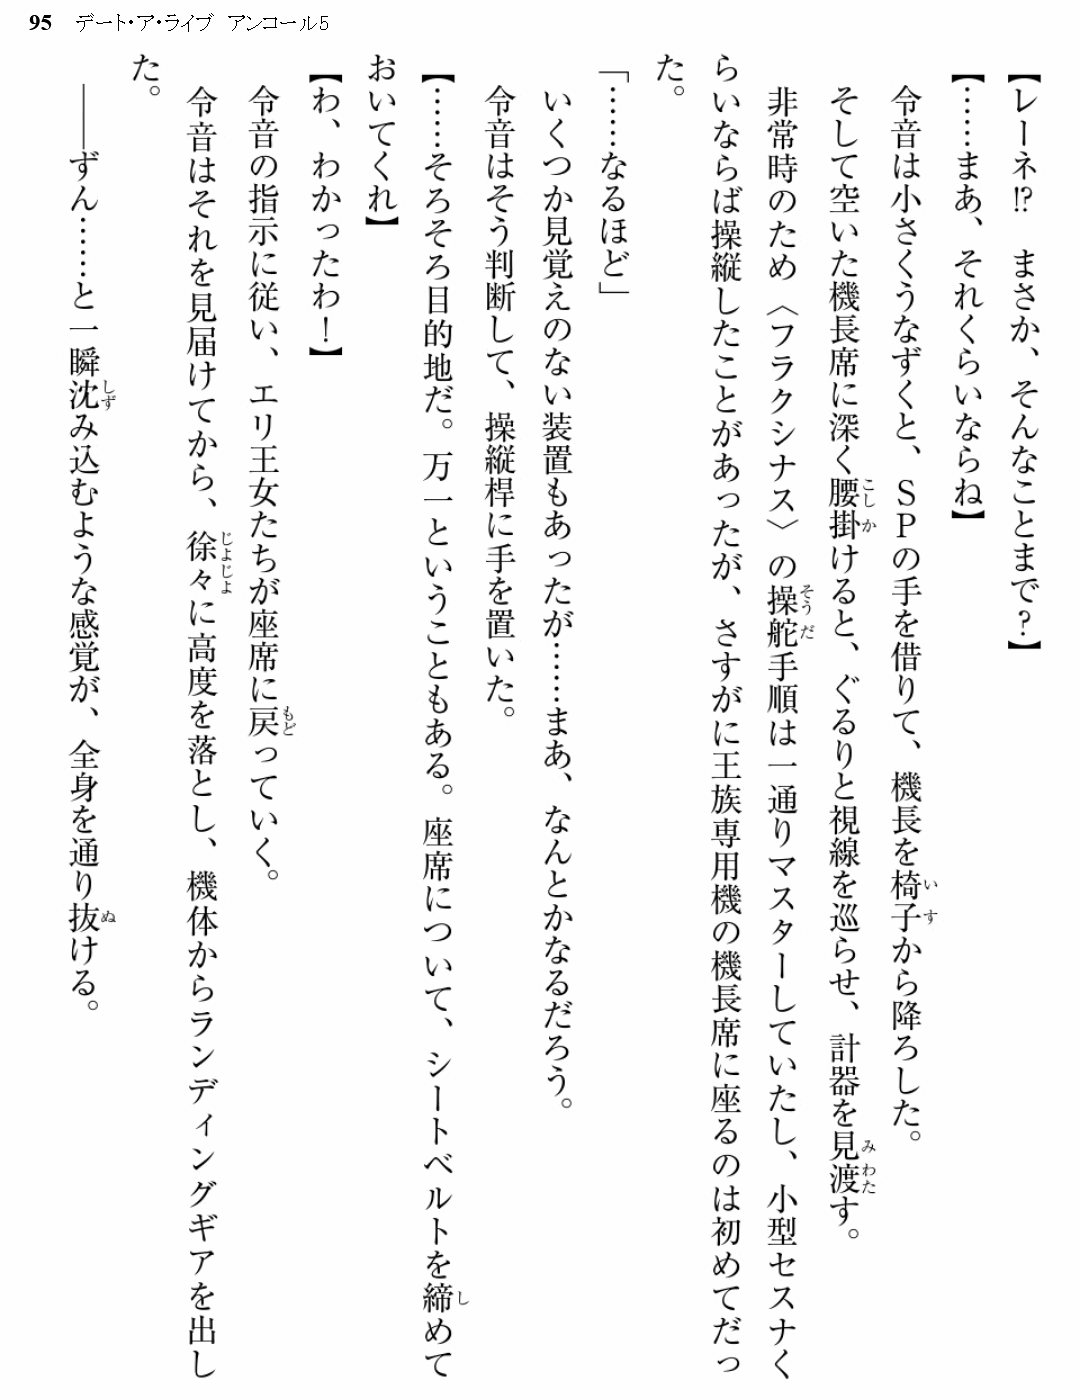 95 デート・ア・ライブ アンコール5
【レーネ!? まさか、そんなことまで？】
【……まあ、それくらいならね】
令音は小さくうなずくと、ＳＰの手を借りて、機長を椅子から降ろした。
そして空いた機長席に深く腰掛けると、ぐるりと視線を巡らせ、計器を見渡す。
非常時のため〈フラクシナス〉の操舵手順は一通りマスターしていたし、小型セスナく
らいならば操縦したことがあったが、さすがに王族専用機の機長席に座るのは初めてだっ
た。
「……なるほど」
いくつか見覚えのない装置もあったが……まあ、なんとかなるだろう。
令音はそう判断して、操縦桿に手を置いた。
【……そろそろ目的地だ。万一ということもある。座席について、シートベルトを締めて
おいてくれ】
【わ、わかったわ！】
令音の指示に従い、エリ王女たちが座席に戻っていく。
令音はそれを見届けてから、徐々に高度を落とし、機体からランディングギアを出し
た。
――ずん……と一瞬沈み込むような感覚が、全身を通り抜ける。